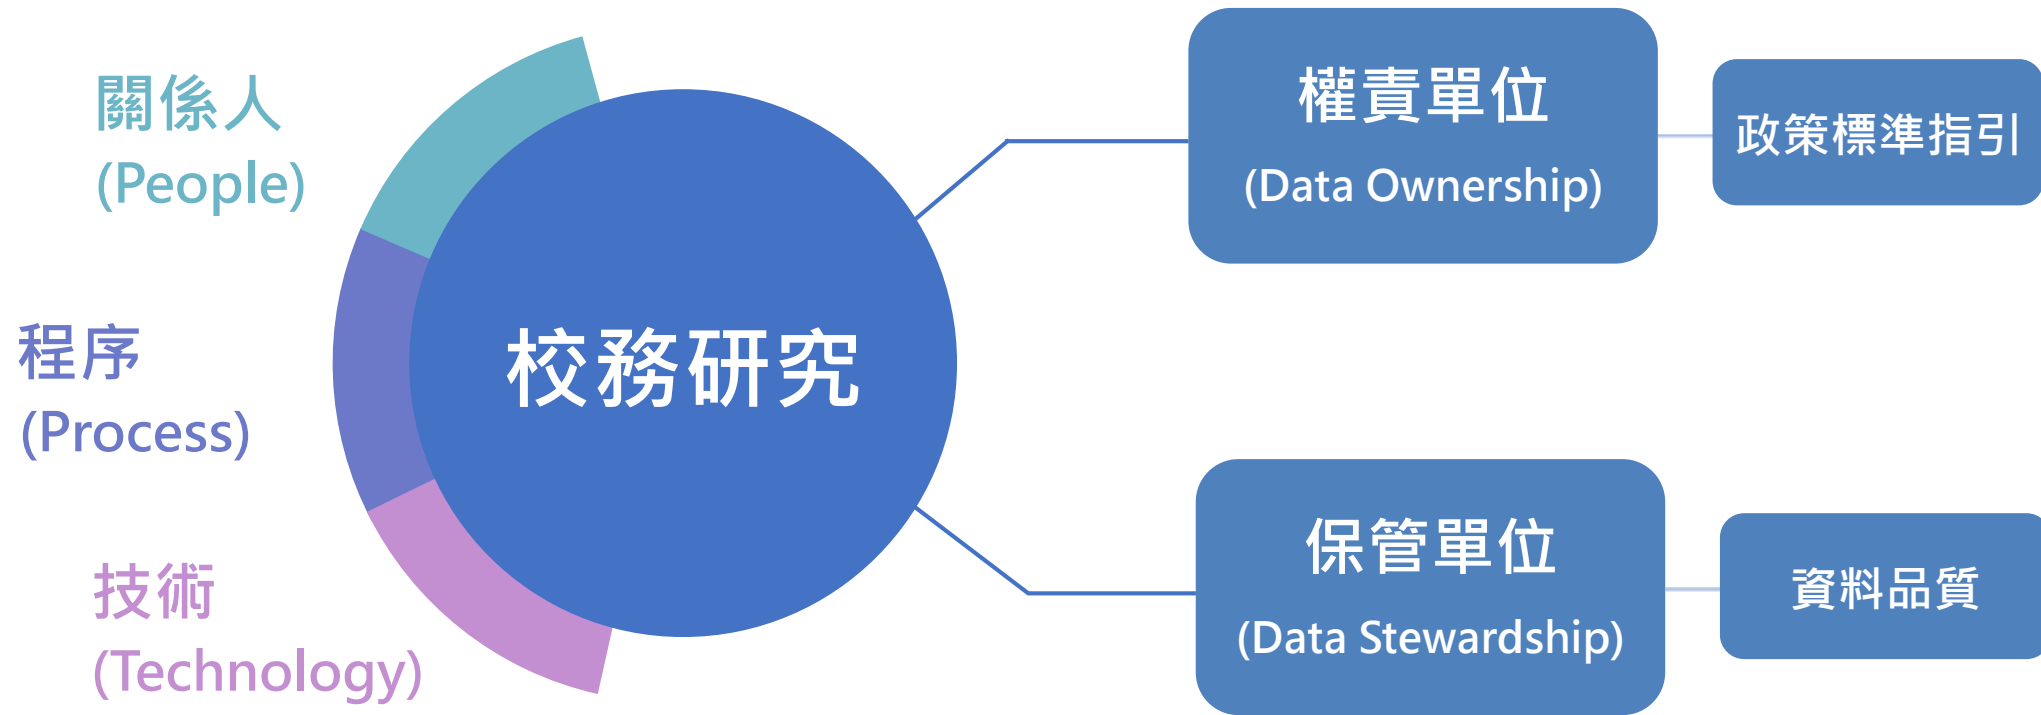 關係人
(People)
程序
(Process)
技術
(Technology)
校務研究
權責單位
(Data Ownership)
政策標準指引
保管單位
(Data Stewardship)
資料品質